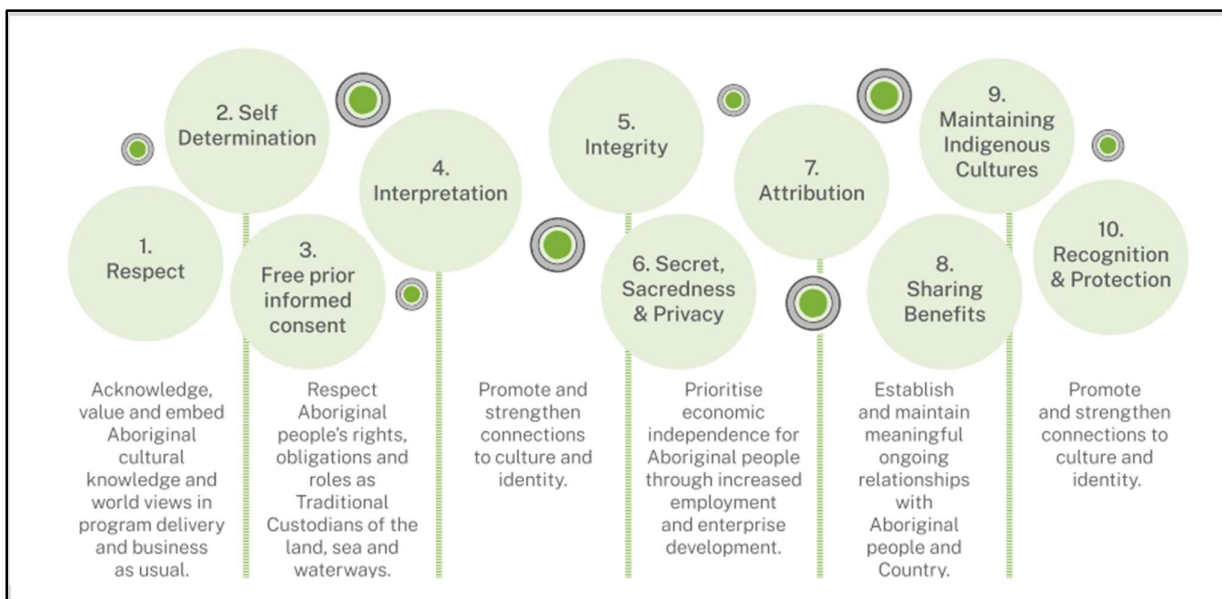 1.
Respect
2. Self
Determination
3.
Free prior
informed
consent
4.
Interpretation
5.
Integrity
6. Secret,
Sacredness
& Privacy
7.
Attribution
8.
Sharing
Benefits
9.
Maintaining
Indigenous
Cultures
10.
Recognition
& Protection
Acknowledge,
value and embed
Aboriginal
cultural
knowledge and
world views in
program delivery
and business
as usual.
Respect
Aboriginal
people's rights,
obligations and
roles as
Traditional
Custodians of the
land, sea and
waterways.
Promote and
strengthen
connections
to culture and
identity.
Prioritise
economic
independence for
Aboriginal people
through increased
employment
and enterprise
development.
Establish
and maintain
meaningful
ongoing
relationships
with
Aboriginal
people and
Country.
Promote
and strengthen
connections to
culture and
identity.